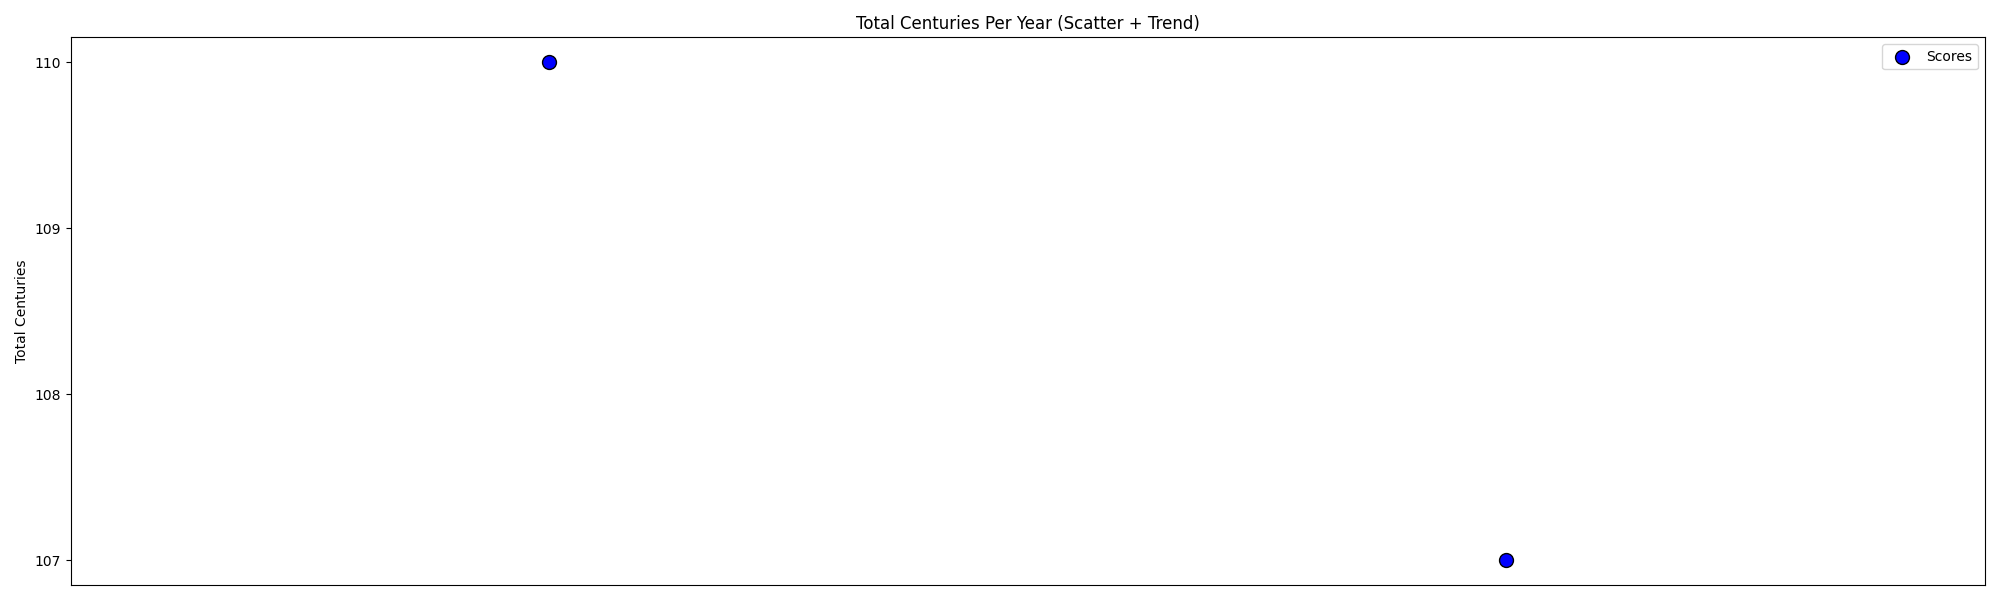 Total Centuries Per Year (Scatter + Trend)
Scores
110
109
108
107
Total Centuries